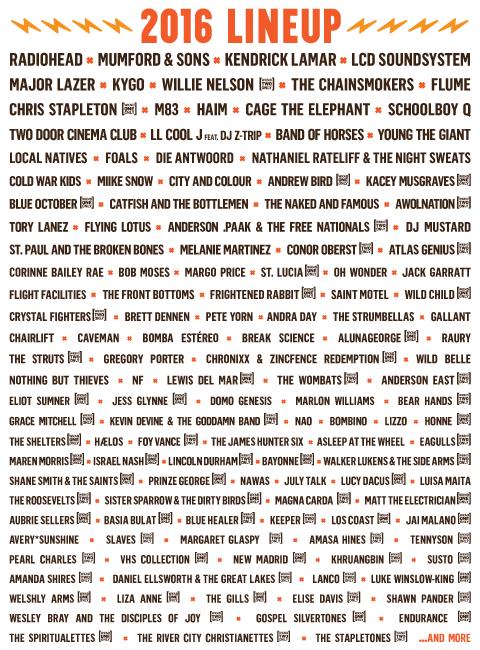 2016 LINEUP
RADIOHEAD × MUMFORD & SONS × KENDRICK LAMAR × LCD SOUNDSYSTEM
MAJOR LAZER × KYGO × WILLIE NELSON × THE CHAINSMOKERS × FLUME
CHRIS STAPLETON × M83 × HAIM × CAGE THE ELEPHANT × SCHOOLBOY Q
TWO DOOR CINEMA CLUB × LL COOL J FEAT. DJ Z-TRIP × BAND OF HORSES × YOUNG THE GIANT
LOCAL NATIVES × FOALS × DIE ANTWOORD × NATHANIEL RATELIFF & THE NIGHT SWEATS
COLD WAR KIDS × MIIKE SNOW × CITY AND COLOUR × ANDREW BIRD × KACEY MUSGRAVES
BLUE OCTOBER × CATFISH AND THE BOTTLEMEN × THE NAKED AND FAMOUS × AWOLNATION
TORY LANEZ × FLYING LOTUS × ANDERSON .PAAK & THE FREE NATIONALS × DJ MUSTARD
ST. PAUL AND THE BROKEN BONES × MELANIE MARTINEZ × CONOR OBERST × ATLAS GENIUS
CORINNE BAILEY RAE × BOB MOSES × MARGO PRICE × ST. LUCIA × OH WONDER × JACK GARRATT
FLIGHT FACILITIES × THE FRONT BOTTOMS × FRIGHTENED RABBIT × SAINT MOTEL × WILD CHILD
CRYSTAL FIGHTERS × BRETT DENNEN × PETE YORN × ANDRA DAY × THE STRUMBELLAS × GALLANT
CHAIRLIFT × CAVEMAN × BOMBA ESTÉREO × BREAK SCIENCE × ALUNAGEORGE × RAURY
THE STRUTS × GREGORY PORTER × CHRONIXX & ZINCFENCE REDEMPTION × WILD BELLE
NOTHING BUT THIEVES × NF × LEWIS DEL MAR × THE WOMBATS × ANDERSON EAST
ELIOT SUMNER × JESS GLYNNE × DOMO GENESIS × MARLON WILLIAMS × BEAR HANDS
GRACE MITCHELL × KEVIN DEVINE & THE GODDAMN BAND × NAO × BOMBINO × LIZZO × HONNE
THE SHELTERS × HÆLOS × FOY VANCE × THE JAMES HUNTER SIX × ASLEEP AT THE WHEEL × EAGULLS
MAREN MORRIS × ISRAEL NASH × LINCOLN DURHAM × BAYONNE × WALKER LUKENS & THE SIDE ARMS
SHANE SMITH & THE SAINTS × PRINZE GEORGE × NAWAS × JULY TALK × LUCY DACUS × LUISA MAITA
THE ROOSEVELTS × SISTER SPARROW & THE DIRTY BIRDS × MAGNA CARDA × MATT THE ELECTRICIAN
AUBRIE SELLERS × BASIA BULAT × BLUE HEALER × KEEPER × LOS COAST × JAI MALANO
AVERY*SUNSHINE × SLAVES × MARGARET GLASPY × AMASA HINES × TENNYSON
PEARL CHARLES × VHS COLLECTION × NEW MADRID × KHRUANGBIN × SUSTO
AMANDA SHIRES × DANIEL ELLSWORTH & THE GREAT LAKES × LANCO × LUKE WINSLOW-KING
WELSHLY ARMS × LIZA ANNE × THE GILLS × ELISE DAVIS × SHAWN PANDER
WESLEY BRAY AND THE DISCIPLES OF JOY × GOSPEL SILVERTONES × ENDURANCE
THE SPIRITUALETTES × THE RIVER CITY CHRISTIANETTES × THE STAPLETONES ...AND MORE